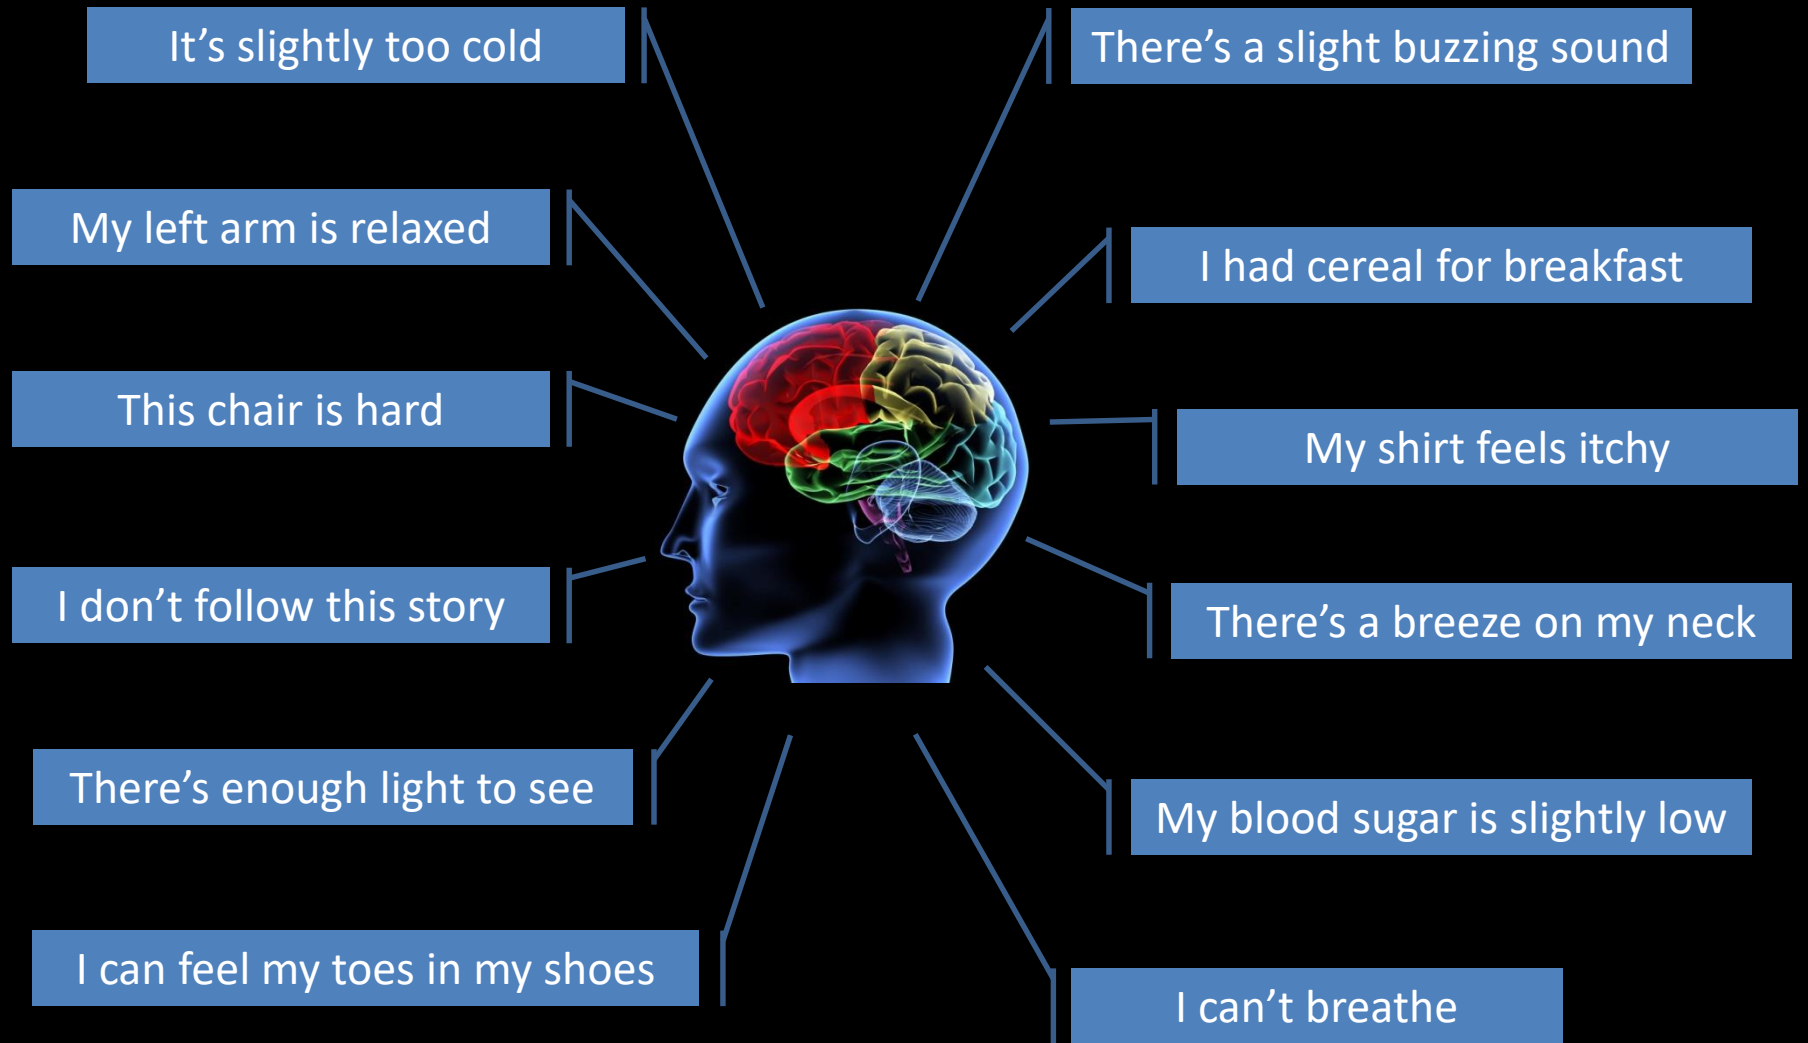 It’s slightly too cold
There’s a slight buzzing sound
My left arm is relaxed
I had cereal for breakfast
This chair is hard
My shirt feels itchy
I don’t follow this story
There’s a breeze on my neck
There’s enough light to see
My blood sugar is slightly low
I can feel my toes in my shoes
I can’t breathe